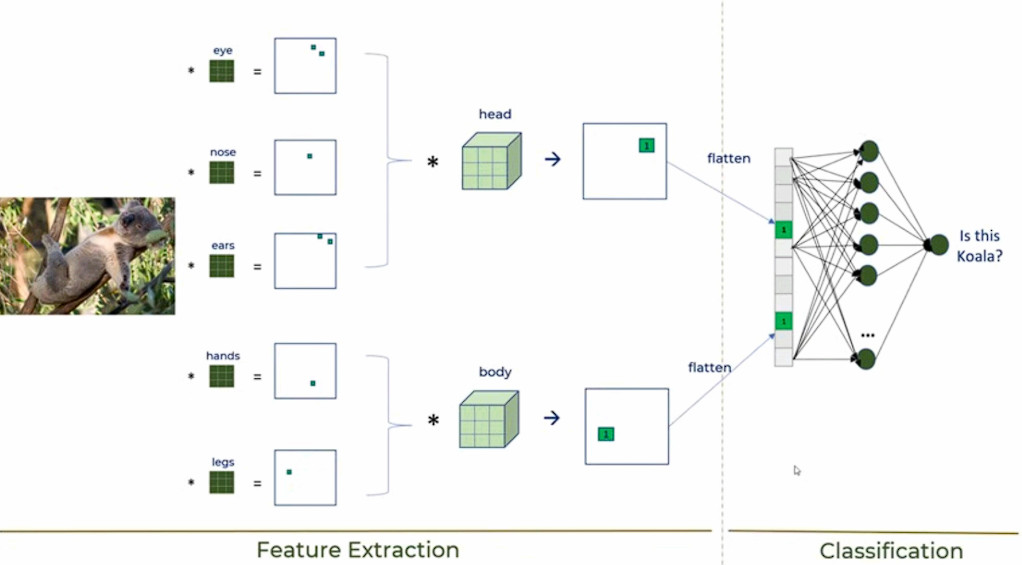 eye
* =
nose
* =
ears
* =
head
* →
1
flatten
1
1
Is this
Koala?
...
hands
* =
legs
* =
body
* →
1
flatten
Feature Extraction
Classification